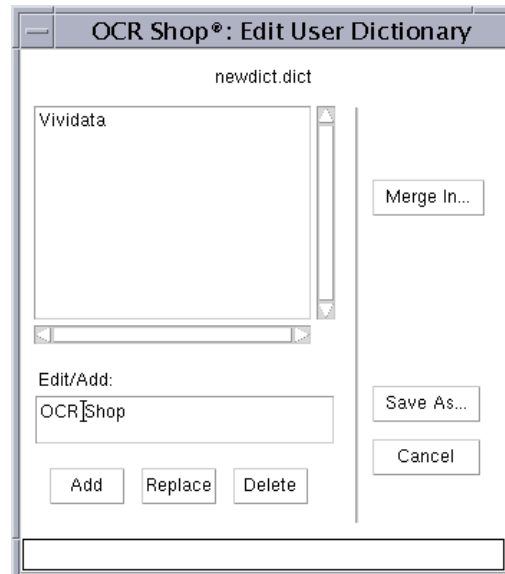 OCR Shop®: Edit User Dictionary
newdict.dict
Vividata
Merge In...
Edit/Add:
OCR Shop
Save As...
Cancel
Add Replace Delete